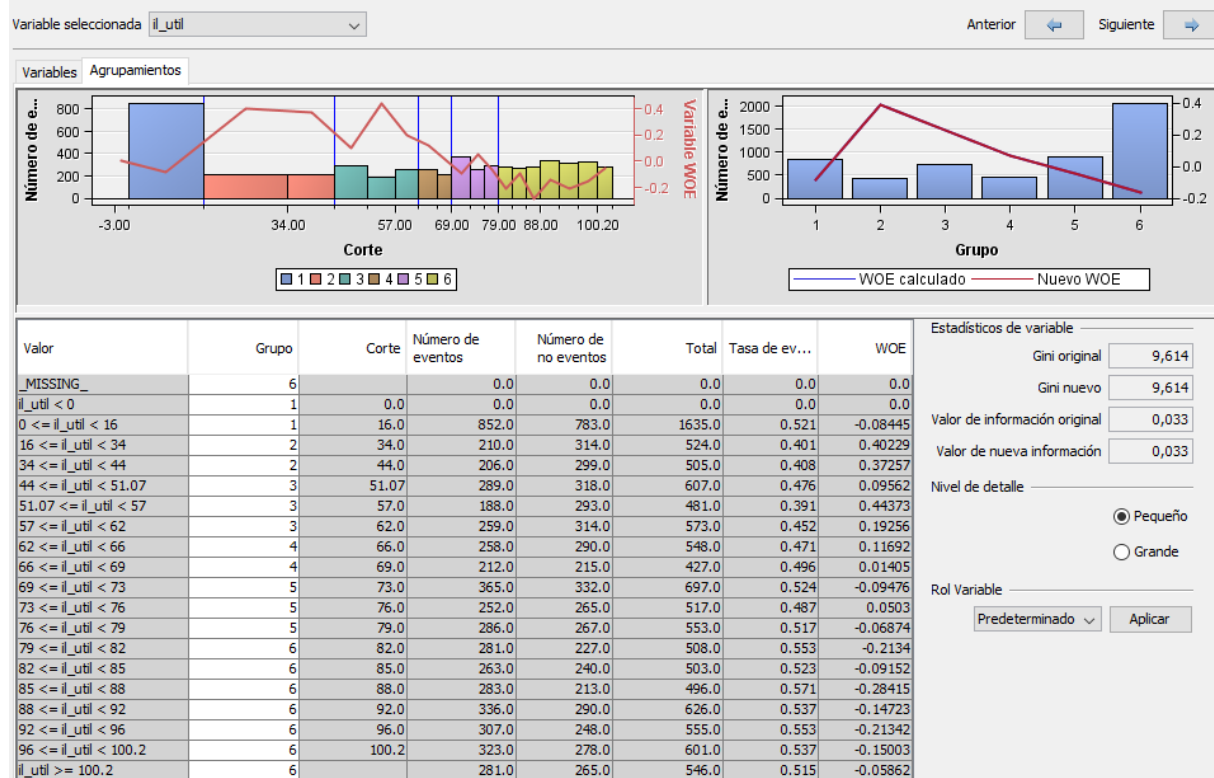 Variable seleccionada il_util Anterior Siguiente
Variables Agrupamientos
Número de e...
800
600
400
200
0
0.4
0.2
0.0
-0.2
Variable WOE
-3.00 34.00 57.00 69.00 79.00 88.00 100.20
Corte
1 2 3 4 5 6
Número de e...
2000
1500
1000
500
0
0.4
0.2
0.0
-0.2
1 2 3 4 5 6
Grupo
WOE calculado Nuevo WOE
Valor Grupo Corte Número de eventos Número de no eventos Total Tasa de ev... WOE
_MISSING_ 6 0.0 0.0 0.0 0.0 0.0
il_util < 0 1 0.0 0.0 0.0 0.0 0.0 0.0
0 <= il_util < 16 1 16.0 852.0 783.0 1635.0 0.521 -0.08445
16 <= il_util < 34 2 34.0 210.0 314.0 524.0 0.401 0.40229
34 <= il_util < 44 2 44.0 206.0 299.0 505.0 0.408 0.37257
44 <= il_util < 51.07 3 51.07 289.0 318.0 607.0 0.476 0.09562
51.07 <= il_util < 57 3 57.0 188.0 293.0 481.0 0.391 0.44373
57 <= il_util < 62 3 62.0 259.0 314.0 573.0 0.452 0.19256
62 <= il_util < 66 4 66.0 258.0 290.0 548.0 0.471 0.11692
66 <= il_util < 69 4 69.0 212.0 215.0 427.0 0.496 0.01405
69 <= il_util < 73 5 73.0 365.0 332.0 697.0 0.524 -0.09476
73 <= il_util < 76 5 76.0 252.0 265.0 517.0 0.487 0.0503
76 <= il_util < 79 5 79.0 286.0 267.0 553.0 0.517 -0.06874
79 <= il_util < 82 6 82.0 281.0 227.0 508.0 0.553 -0.2134
82 <= il_util < 85 6 85.0 263.0 240.0 503.0 0.523 -0.09152
85 <= il_util < 88 6 88.0 283.0 213.0 496.0 0.571 -0.28415
88 <= il_util < 92 6 92.0 336.0 290.0 626.0 0.537 -0.14723
92 <= il_util < 96 6 96.0 307.0 248.0 555.0 0.553 -0.21342
96 <= il_util < 100.2 6 100.2 323.0 278.0 601.0 0.537 -0.15003
il_util >= 100.2 6 281.0 265.0 546.0 0.515 -0.05862
Estadísticos de variable
Gini original 9,614
Gini nuevo 9,614
Valor de información original 0,033
Valor de nueva información 0,033
Nivel de detalle
Pequeño
Grande
Rol Variable
Predeterminado Aplicar